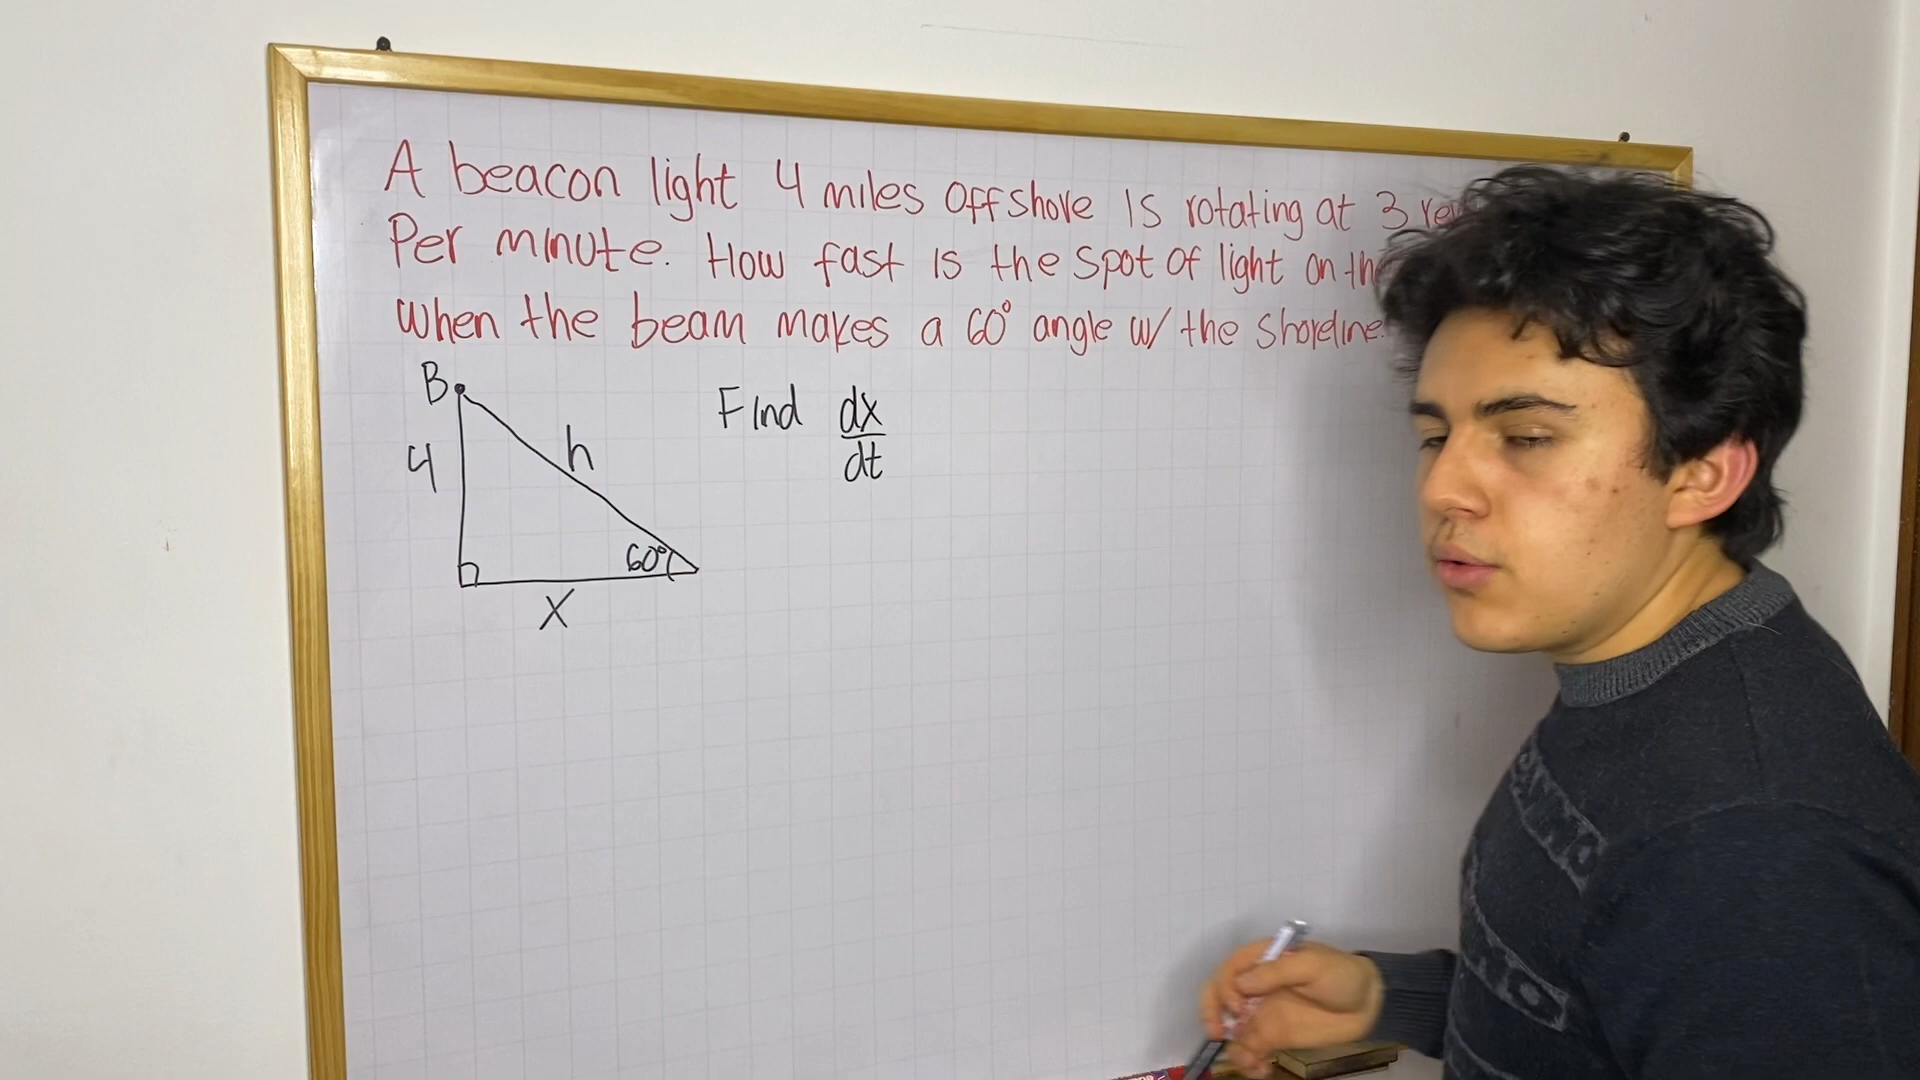 A beacon light 4 miles offshore is rotating at 3
Per minute. How fast is the spot of light on
when the beam makes a 60° angle w/ the shoreline.
B
Find dx
dt
4
h
60°
x